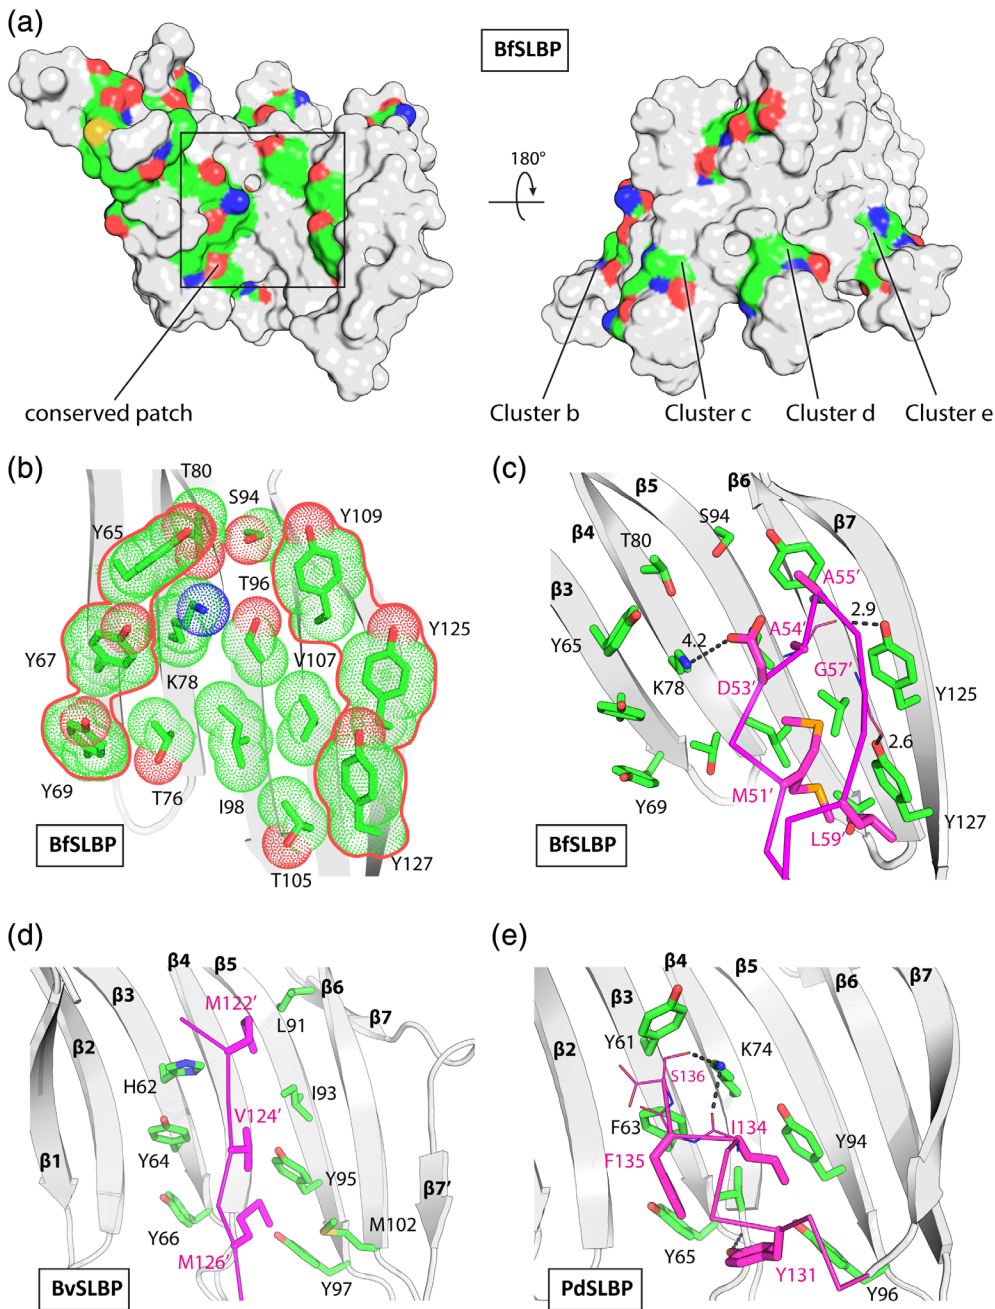 (a)
BfSLBP
180°
conserved patch
Cluster b
Cluster c
Cluster d
Cluster e
(b)
T80
S94
Y65
Y109
T96
Y67
Y125
V107
K78
Y69
T76
I98
BfSLBP
T105
Y127
(c)
β6
β5
S94
β7
β4
T80
A55′
β3
2.9
A54′
Y65
4.2
G57′
K78
D53′
Y125
2.6
M51′
Y69
Y127
L59′
BfSLBP
(d)
β4
β5
β3
M122′
β6
L91
β7
β2
H62
I93
V124′
β1
Y64
Y95
β7′
Y66
M102
M126′
Y97
BvSLBP
(e)
β4
β5
β6
β7
β3
Y61
K74
β2
S136
F63
I134
Y94
F135
Y65
Y131
Y96
PdSLBP